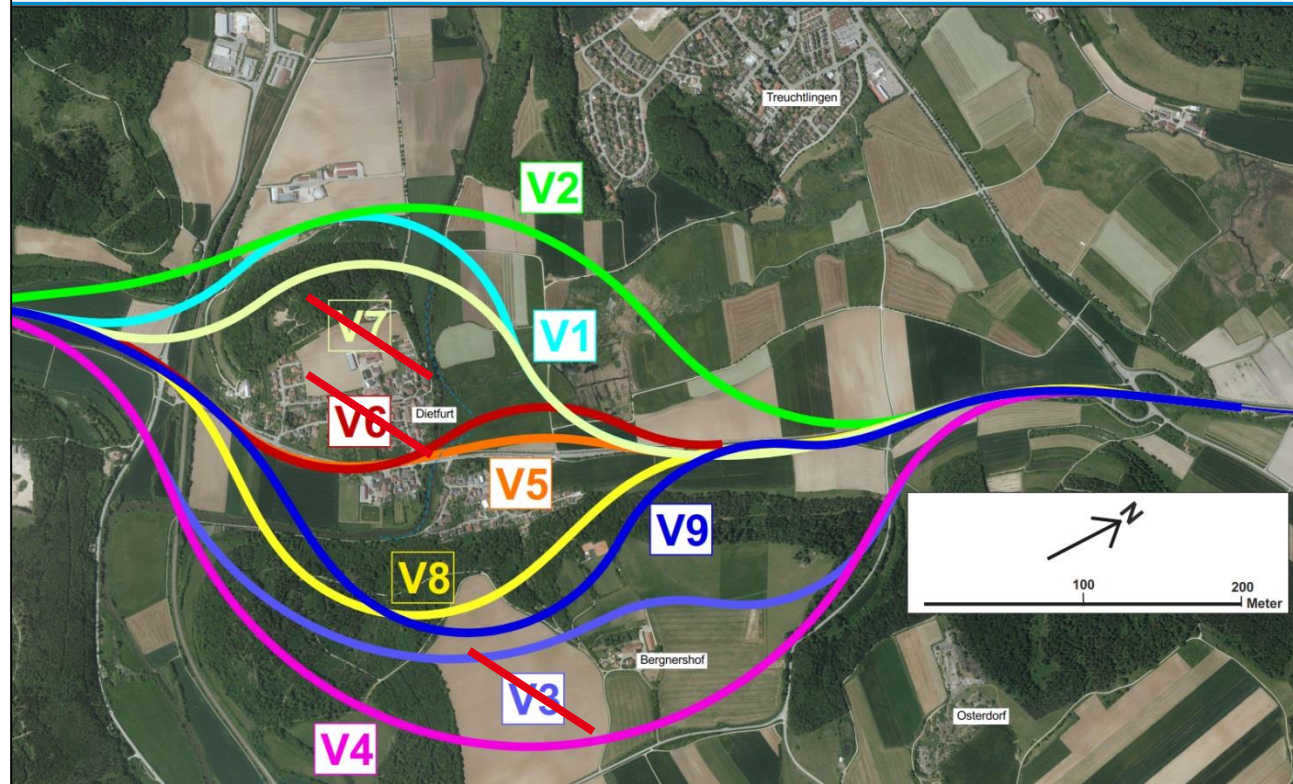 Treuchtlingen
V2
V1
V7
V6
Dietfurt
V5
V9
V8
N
100
200
Meter
Bergnershof
V3
Osterdorf
V4